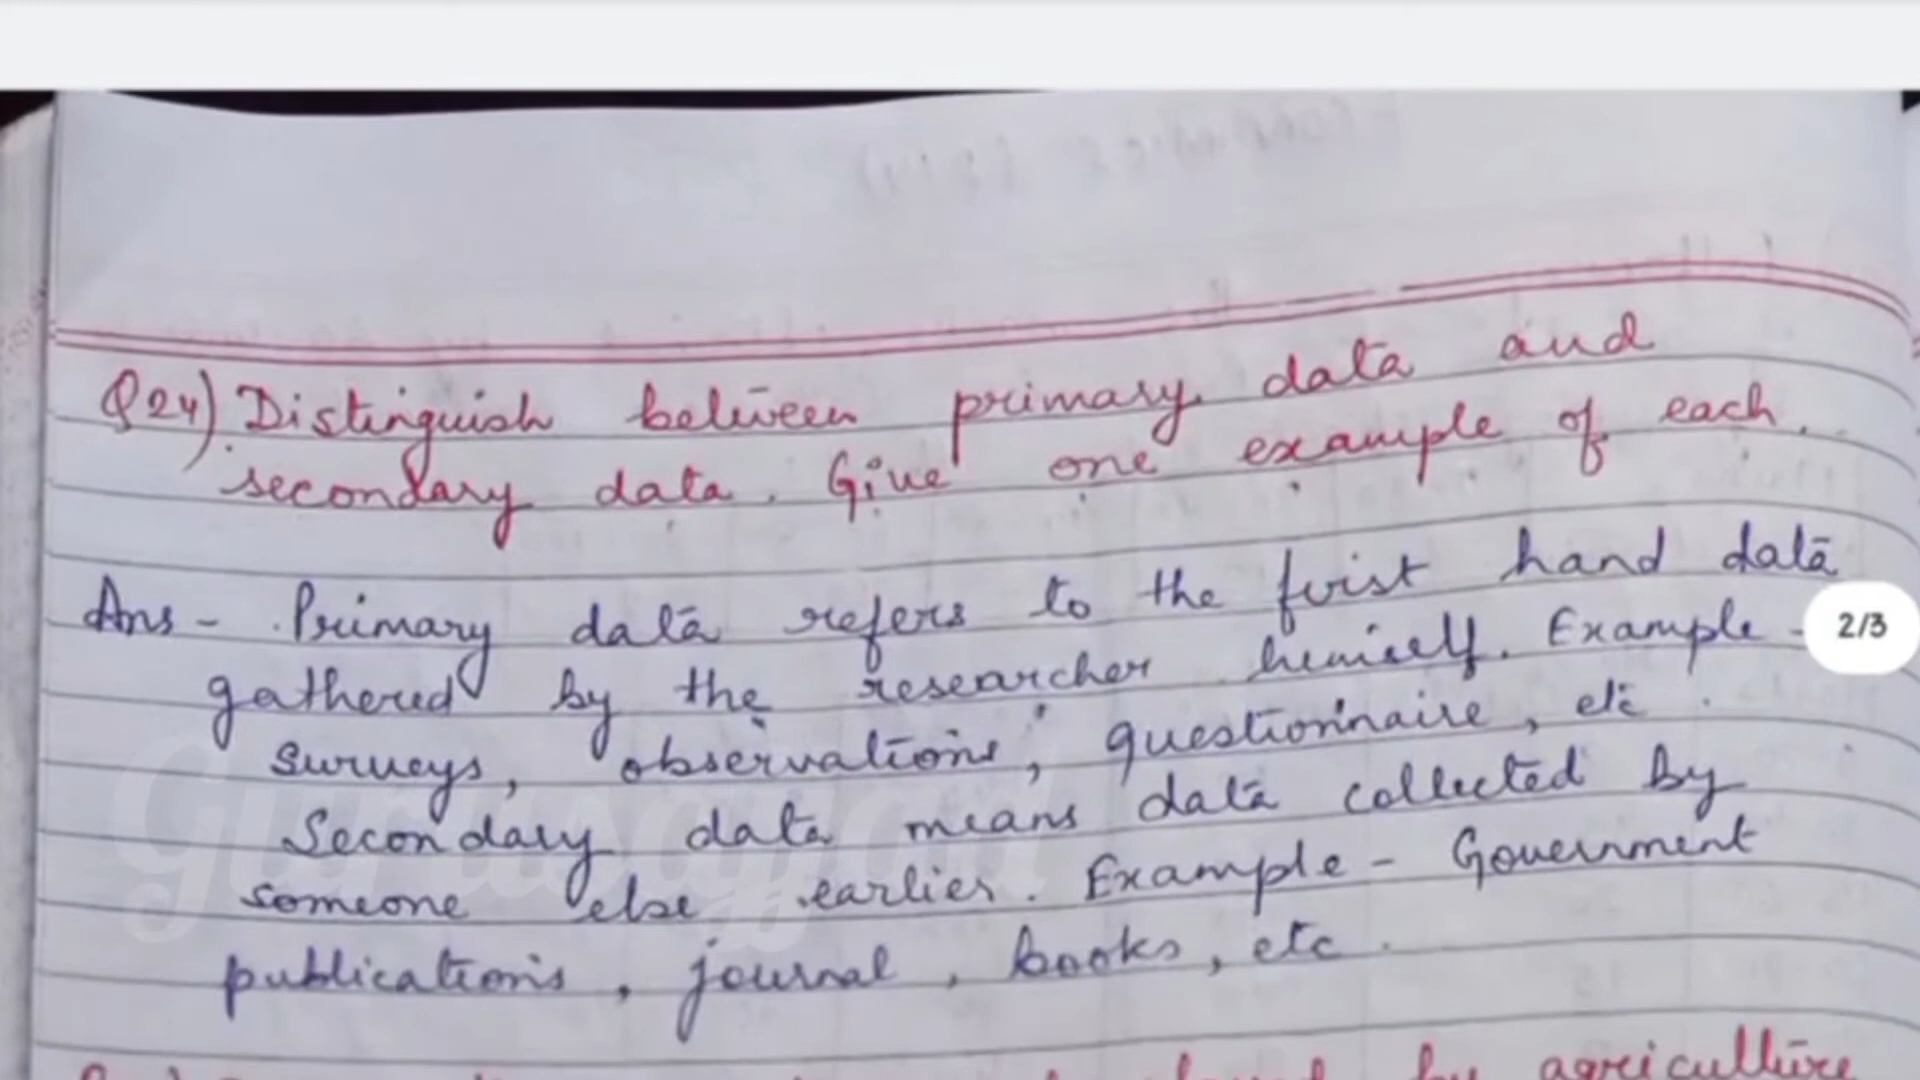 Q24) Distinguish between primary data and
secondary data. Give one example of each.
Ans - Primary data refers to the first hand data
gathered by the researcher himself. Example -
2/3
surveys, observations, questionnaire, etc.
Secondary data means data collected by
someone else earlier. Example - Government
publications, journal, books, etc.
by agriculture